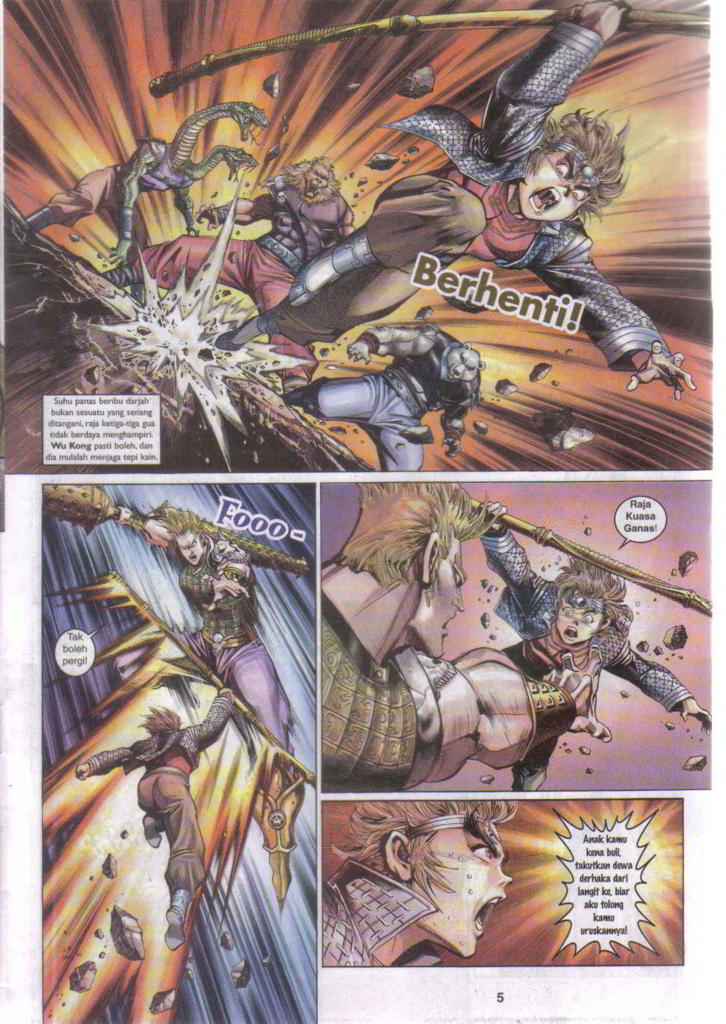 Berhenti!
Suhu panas beribu darjah
bukan sesuatu yang senang
ditangani, raja ketiga-tiga gua
tidak berdaya menghampiri.
Wu Kong pasti boleh, dan
dia mulalah menjaga tepi kain.
Fooo -
Tak
boleh
pergi!
Raja
Kuasa
Ganas!
Anak kamu
kena buli,
takutkan dewa
derhaka dari
langit ke, biar
aku tolong
kamu
uruskannya!
5